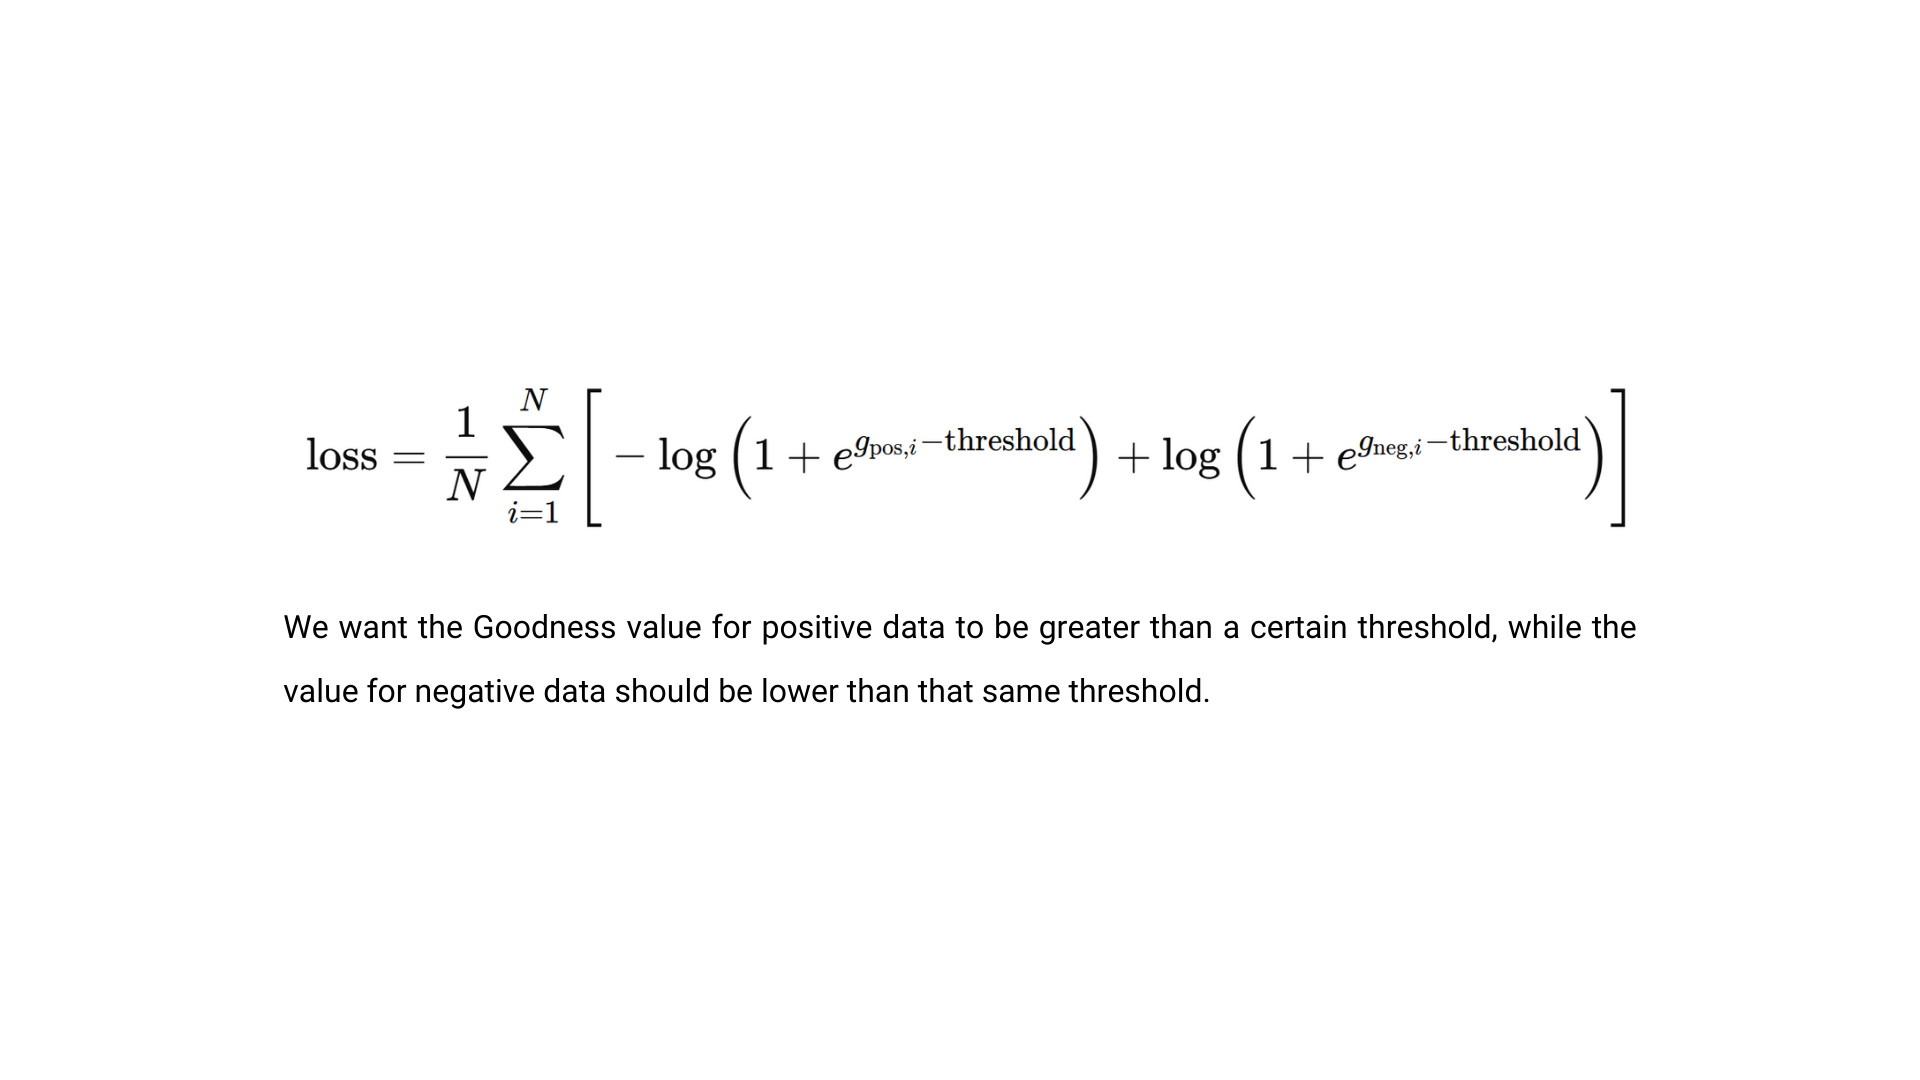 loss = \frac{1}{N} \sum_{i=1}^{N} \left[ - \log \left( 1 + e^{g_{\text{pos},i} - \text{threshold}} \right) + \log \left( 1 + e^{g_{\text{neg},i} - \text{threshold}} \right) \right]
We want the Goodness value for positive data to be greater than a certain threshold, while the
value for negative data should be lower than that same threshold.